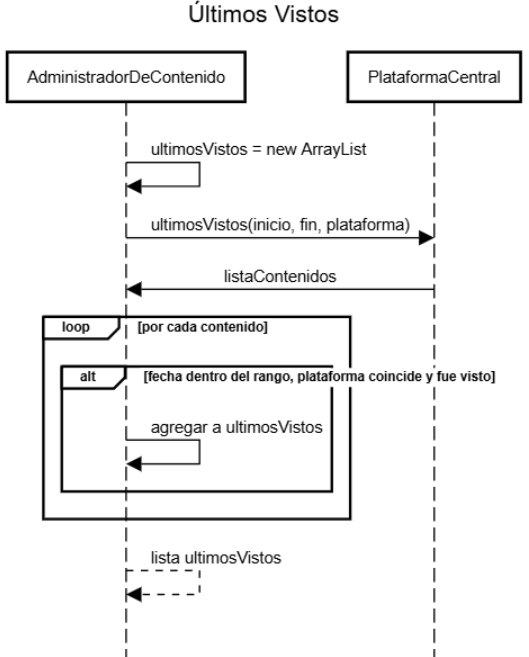 Últimos Vistos
AdministradorDeContenido
PlataformaCentral
ultimosVistos = new ArrayList
ultimosVistos(inicio, fin, plataforma)
listaContenidos
loop [por cada contenido]
alt [fecha dentro del rango, plataforma coincide y fue visto]
agregar a ultimosVistos
lista ultimosVistos